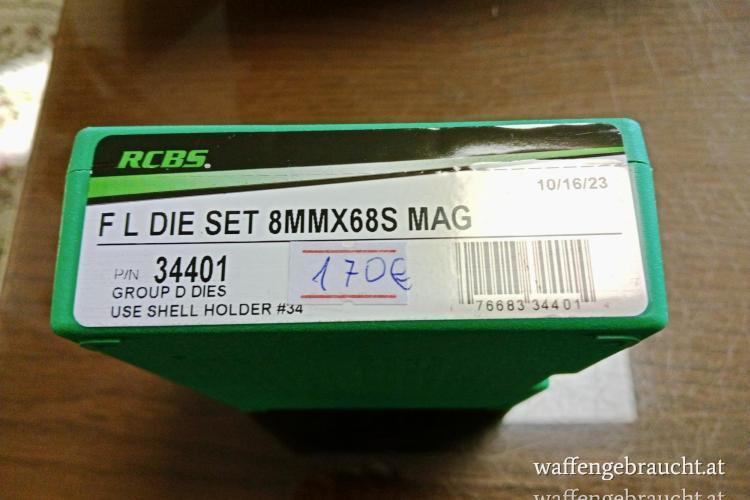 RCBS.
10/16/23
F L DIE SET 8MMX68S MAG
P/N 34401
170€
GROUP D DIES
USE SHELL HOLDER #34
76683 34401
waffengebraucht.at
waffengebraucht.at